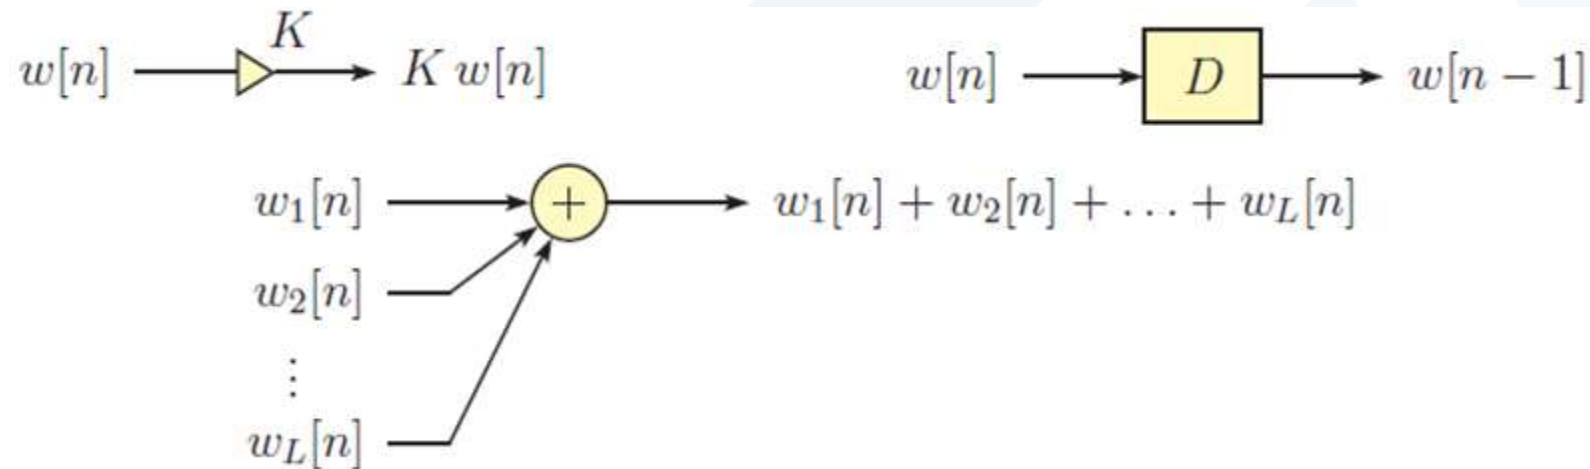 K
w[n] K w[n]
w[n] D w[n − 1]
w₁[n] + w₁[n] + w₂[n] + . . . + w_L[n]
w₂[n]
⋮
w_L[n]